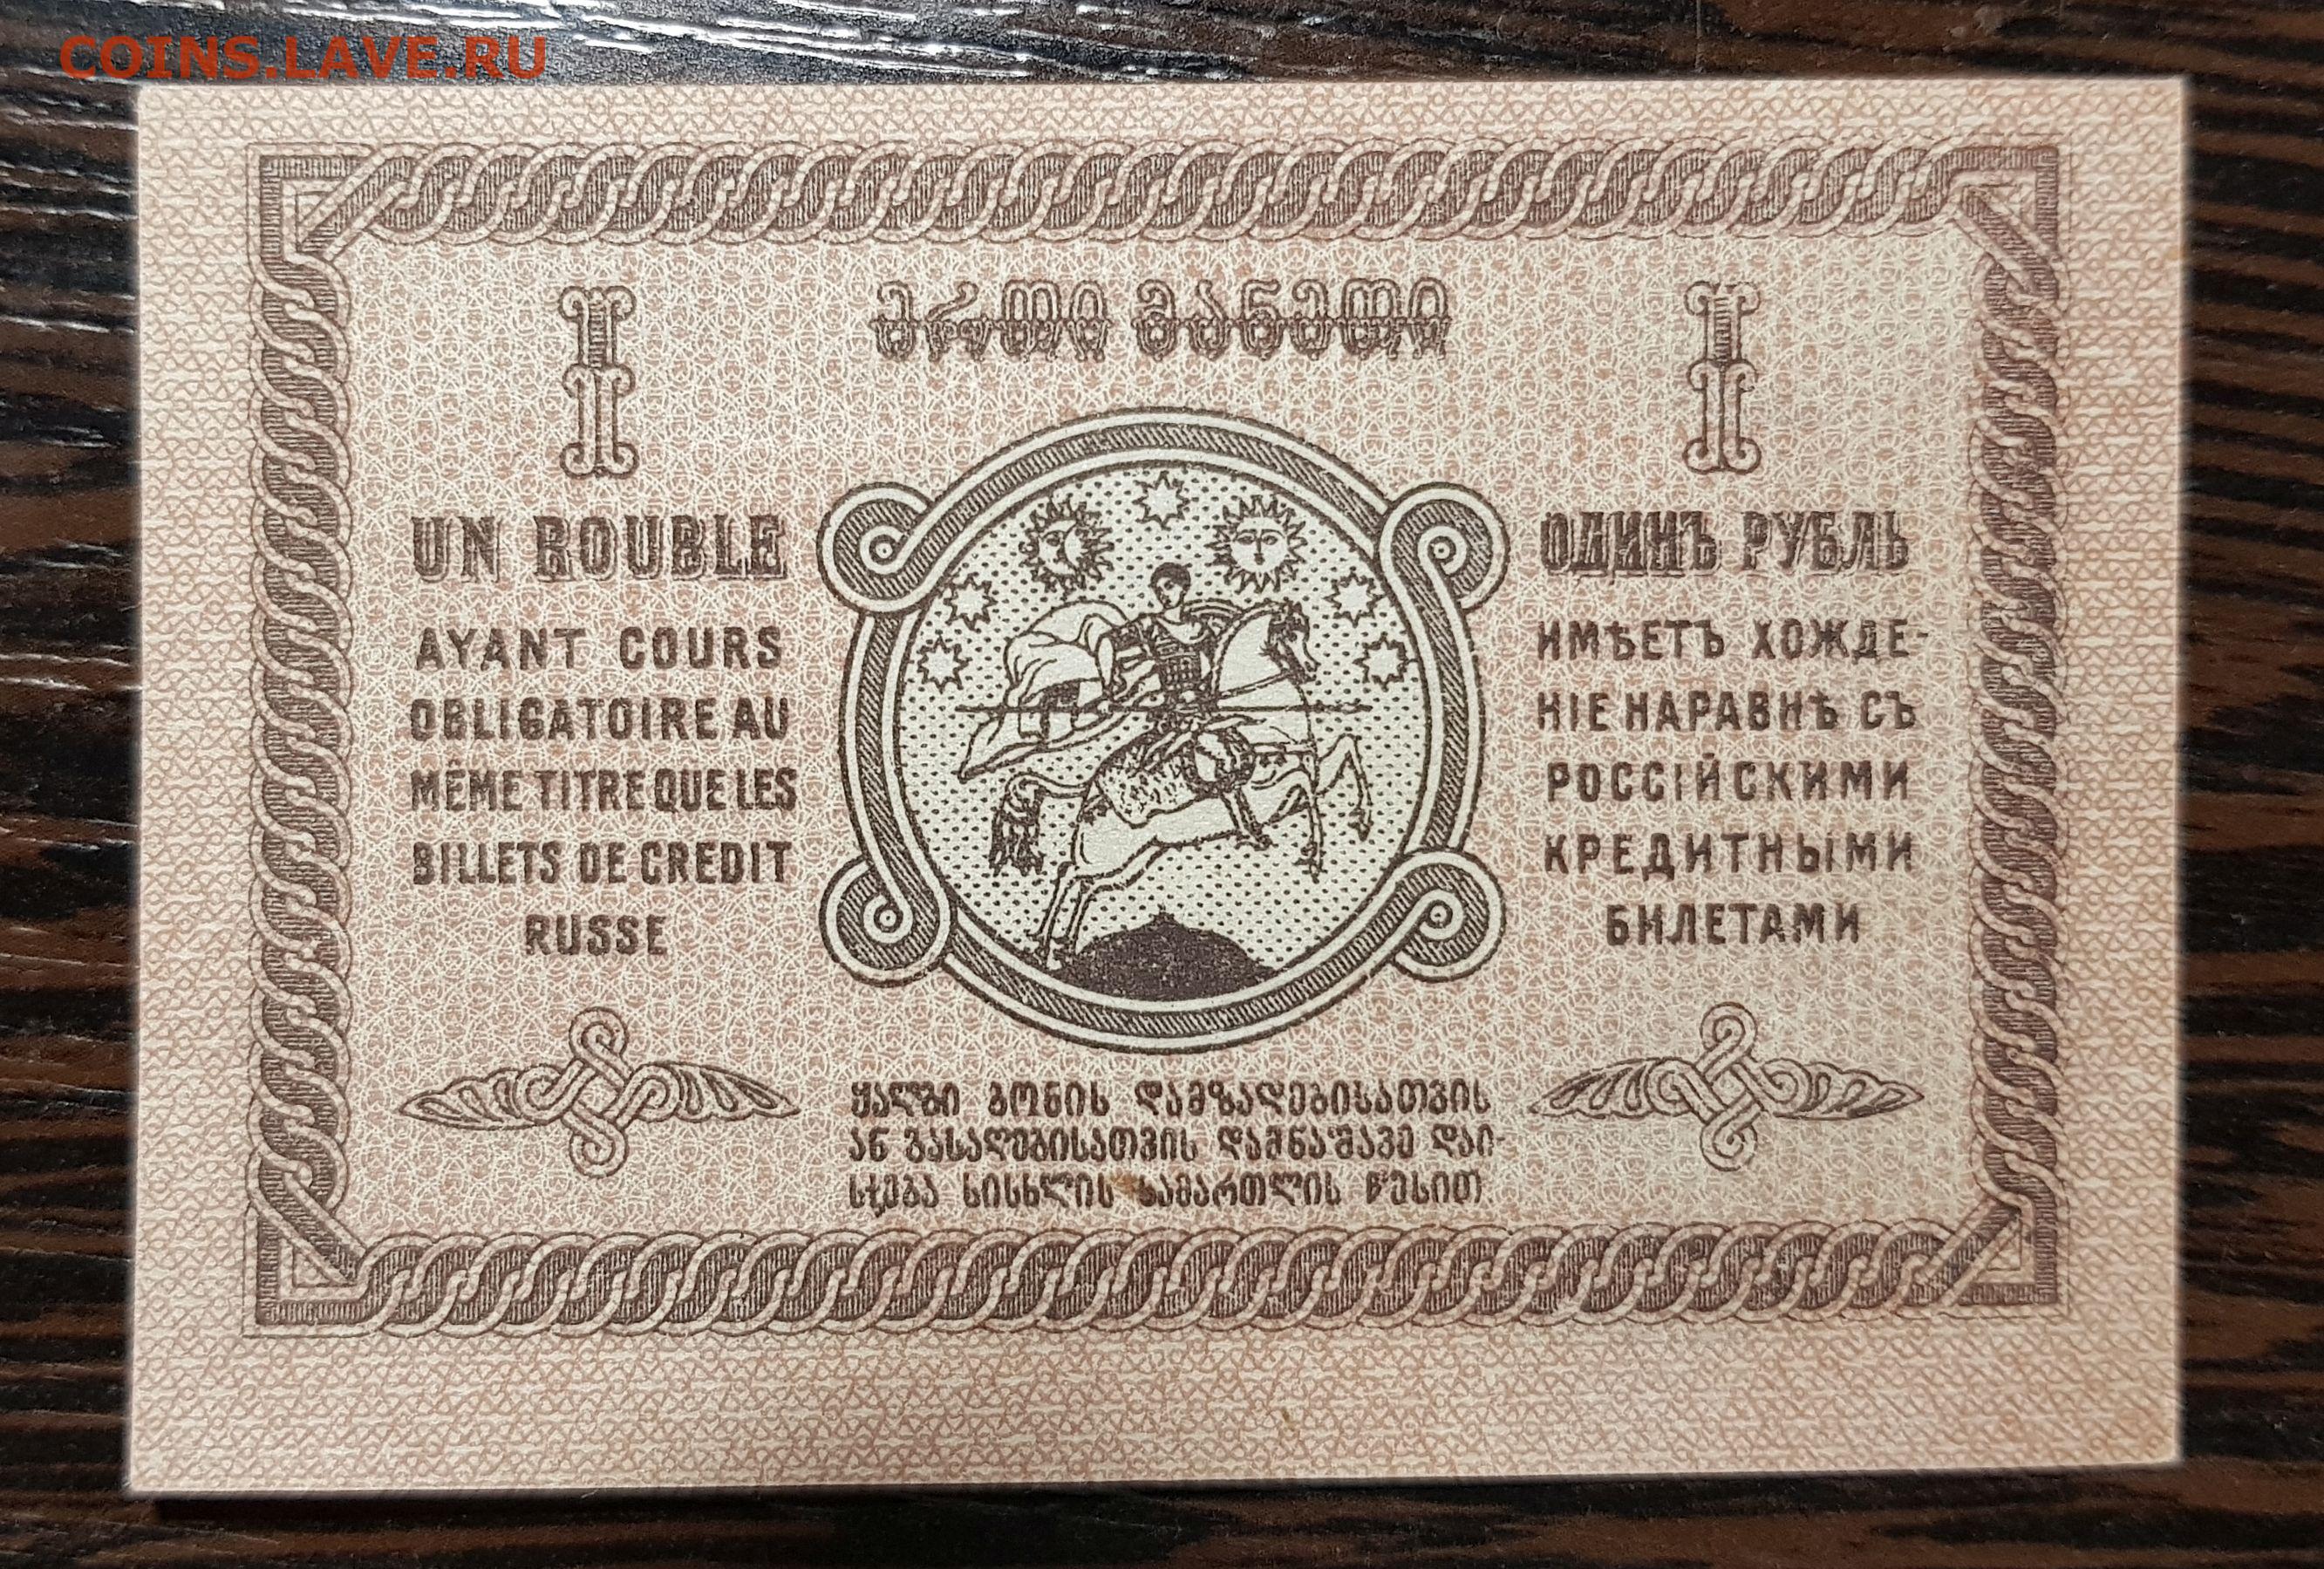 COINS.LAVE.RU
ერთი მანეთი
1
1
UN ROUBLE
AYANT COURS
OBLIGATOIRE AU
MÊME TITRE QUE LES
BILLETS DE CREDIT
RUSSE
ОДИНЪ РУБЛЬ
ИМѢЕТЪ ХОЖДЕ-
НІЕ НАРАВНѢ СЪ
РОССІЙСКИМИ
КРЕДИТНЫМИ
БИЛЕТАМИ
ყალბი ბონის დამზადებისათვის
ან გასაღებისათვის დამნაშავე დაი-
სჯება სისხლის სამართლის წესით